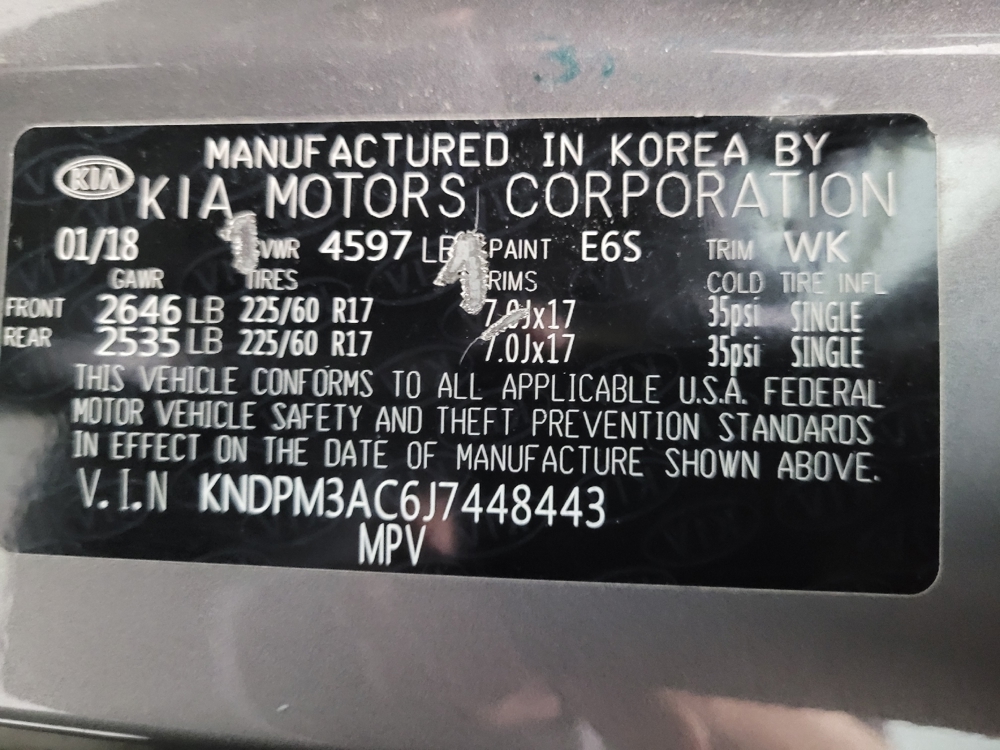 MANUFACTURED IN KOREA BY
KIA
KIA MOTORS CORPORATION
01/18 GVWR 4597 LB PAINT E6S TRIM WK
GAWR TIRES RIMS COLD TIRE INFL
FRONT 2646 LB 225/60 R17 7.0Jx17 35psi SINGLE
REAR 2535 LB 225/60 R17 7.0Jx17 35psi SINGLE
THIS VEHICLE CONFORMS TO ALL APPLICABLE U.S.A. FEDERAL
MOTOR VEHICLE SAFETY AND THEFT PREVENTION STANDARDS
IN EFFECT ON THE DATE OF MANUFACTURE SHOWN ABOVE.
V.I.N KNDPM3AC6J7448443
MPV